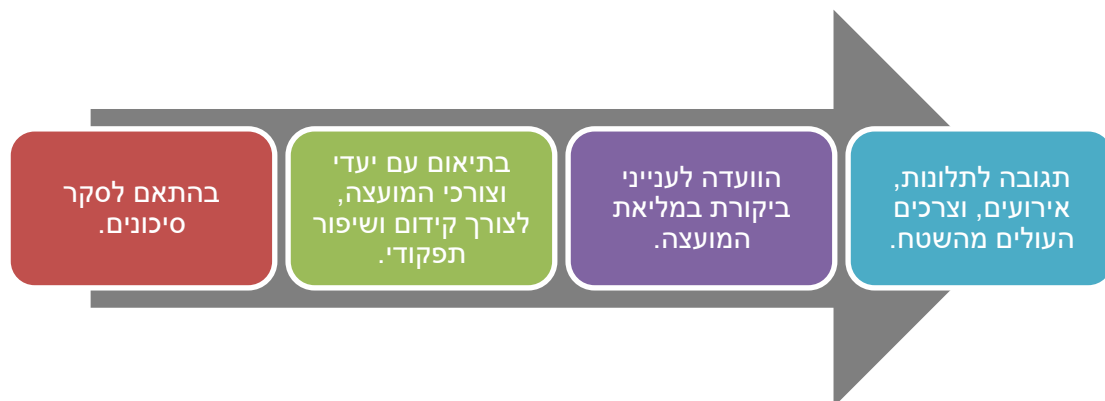 בהתאם לסקר
סיכונים.
בתיאום עם יעדי
וצורכי המועצה,
לצורך קידום ושיפור
תפקודי.
הוועדה לענייני
ביקורת במליאת
המועצה.
תגובה לתלונות,
אירועים, וצרכים
העולים מהשטח.